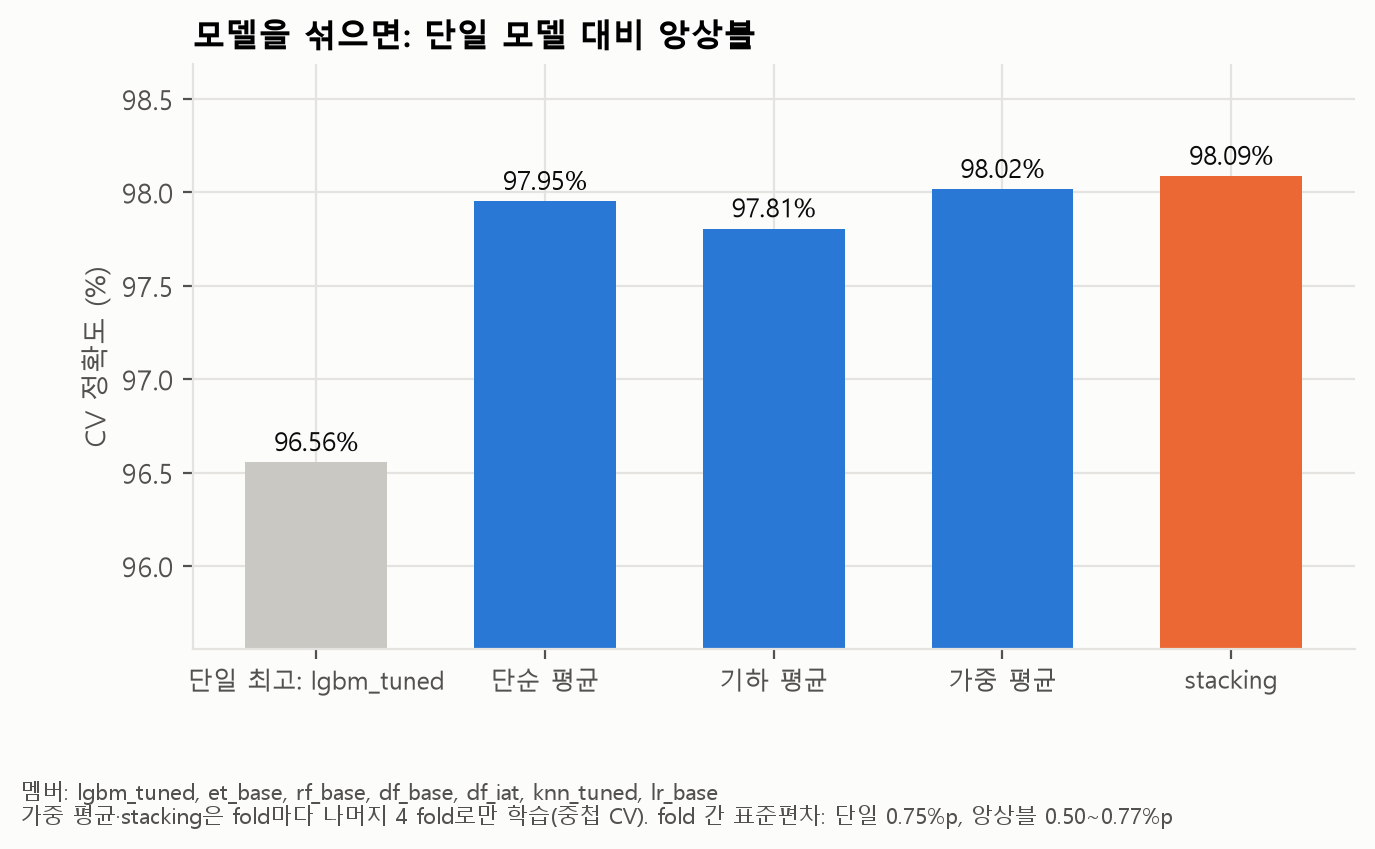 모델을 섞으면: 단일 모델 대비 앙상블
CV 정확도 (%)
98.5
98.0
97.5
97.0
96.5
96.0
96.56%
97.95%
97.81%
98.02%
98.09%
단일 최고: lgbm_tuned
단순 평균
기하 평균
가중 평균
stacking
멤버: lgbm_tuned, et_base, rf_base, df_base, df_iat, knn_tuned, lr_base
가중 평균·stacking은 fold마다 나머지 4 fold로만 학습(중첩 CV). fold 간 표준편차: 단일 0.75%p, 앙상블 0.50~0.77%p